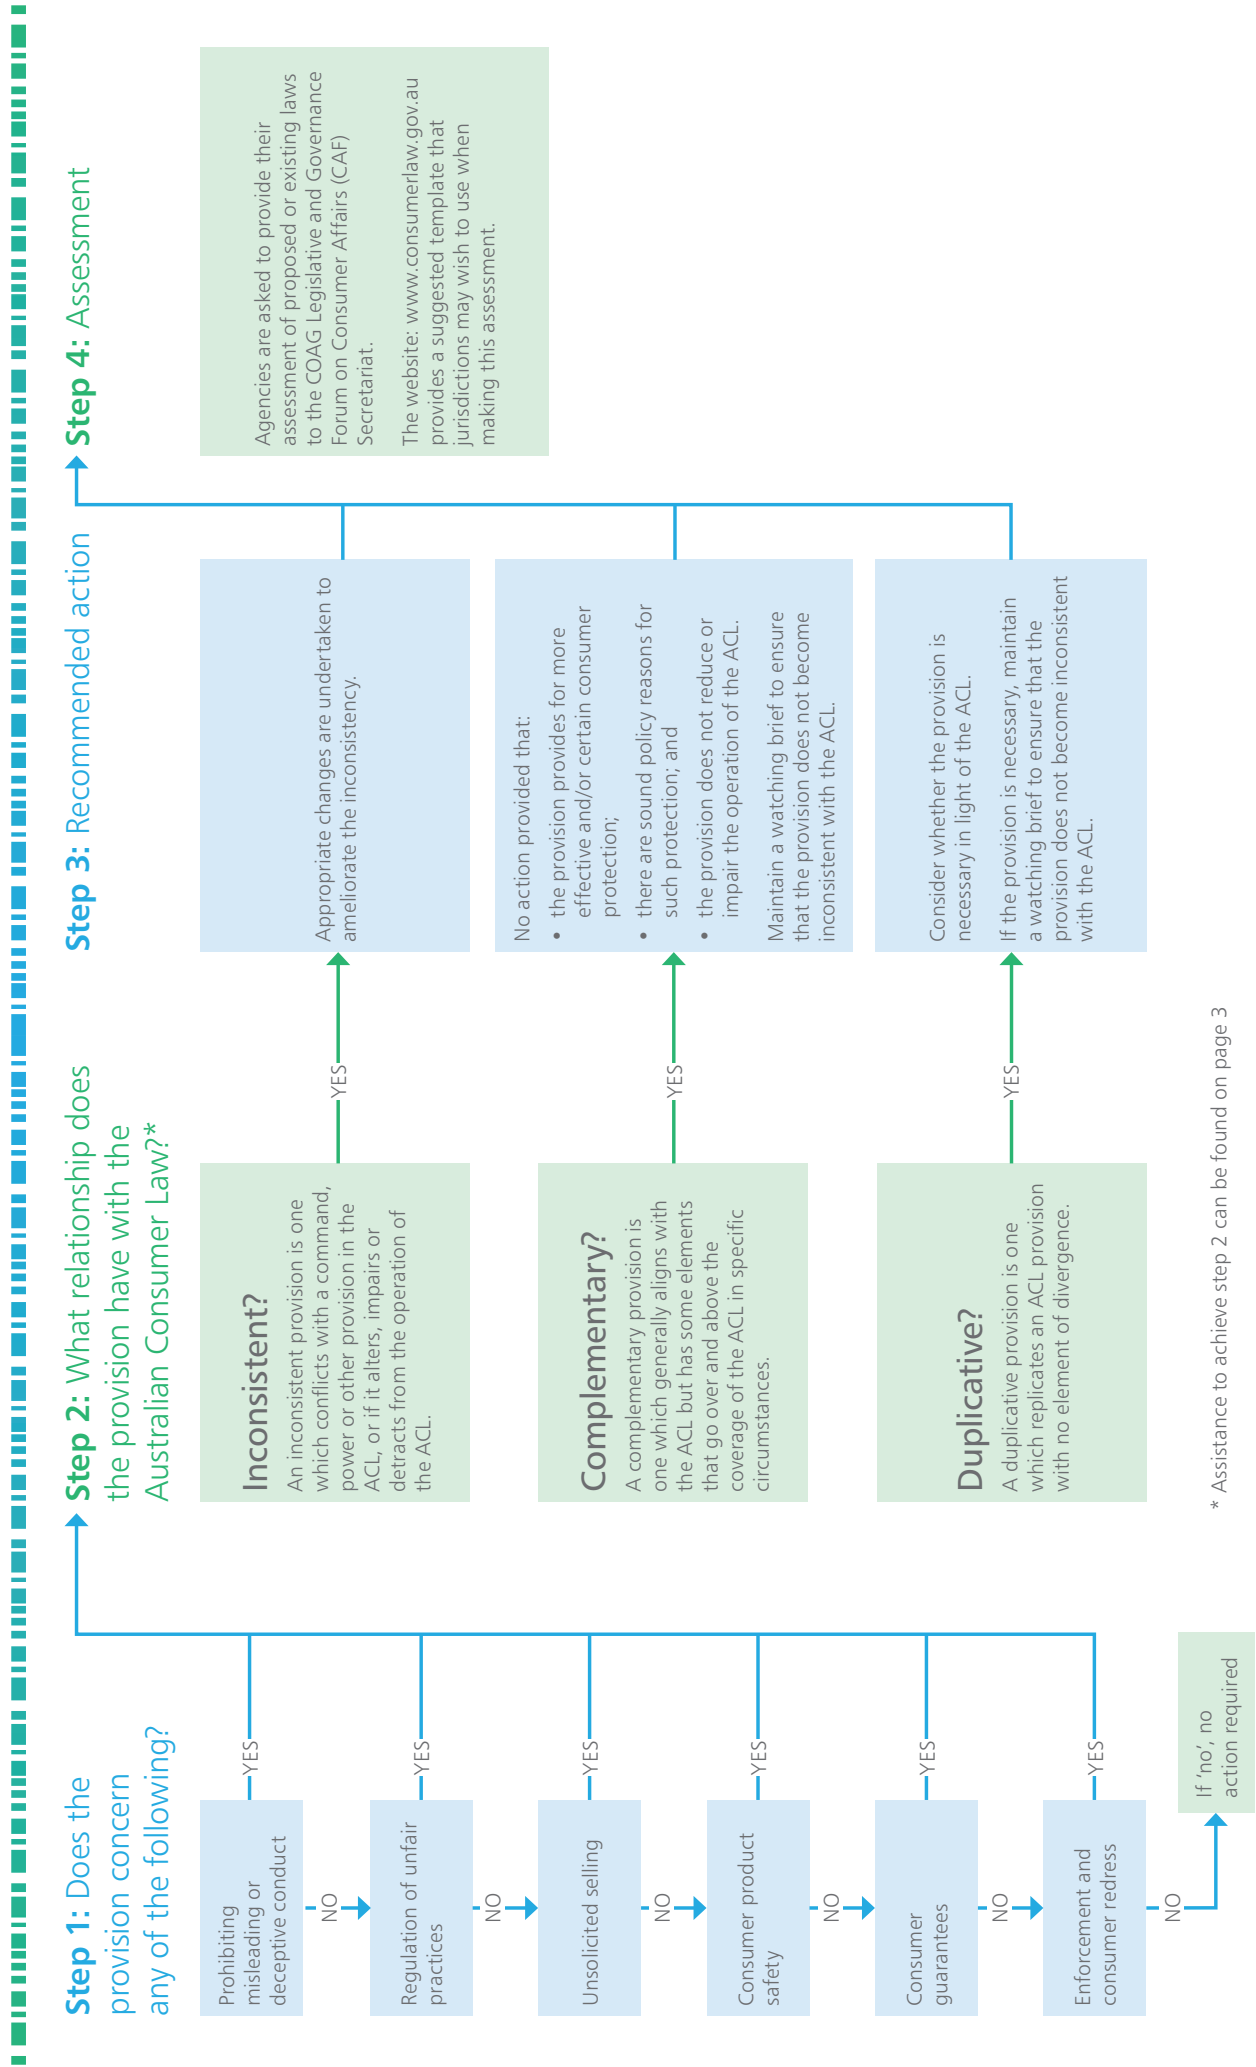 Step 1: Does the
provision concern
any of the following?
Prohibiting
misleading or
deceptive conduct
YES
NO
Regulation of unfair
practices
YES
NO
Unsolicited selling
YES
NO
Consumer product
safety
YES
NO
Consumer
guarantees
YES
NO
Enforcement and
consumer redress
YES
NO
If ‘no’, no
action required
Step 2: What relationship does
the provision have with the
Australian Consumer Law?*
Inconsistent?
An inconsistent provision is one
which conflicts with a command,
power or other provision in the
ACL, or if it alters, impairs or
detracts from the operation of
the ACL.
YES
Complementary?
A complementary provision is
one which generally aligns with
the ACL but has some elements
that go over and above the
coverage of the ACL in specific
circumstances.
YES
Duplicative?
A duplicative provision is one
which replicates an ACL provision
with no element of divergence.
YES
Step 3: Recommended action
Appropriate changes are undertaken to
ameliorate the inconsistency.
No action provided that:
• the provision provides for more
effective and/or certain consumer
protection;
• there are sound policy reasons for
such protection; and
• the provision does not reduce or
impair the operation of the ACL.
Maintain a watching brief to ensure
that the provision does not become
inconsistent with the ACL.
Consider whether the provision is
necessary in light of the ACL.
If the provision is necessary, maintain
a watching brief to ensure that the
provision does not become inconsistent
with the ACL.
Step 4: Assessment
Agencies are asked to provide their
assessment of proposed or existing laws
to the COAG Legislative and Governance
Forum on Consumer Affairs (CAF)
Secretariat.
The website: www.consumerlaw.gov.au
provides a suggested template that
jurisdictions may wish to use when
making this assessment.
* Assistance to achieve step 2 can be found on page 3